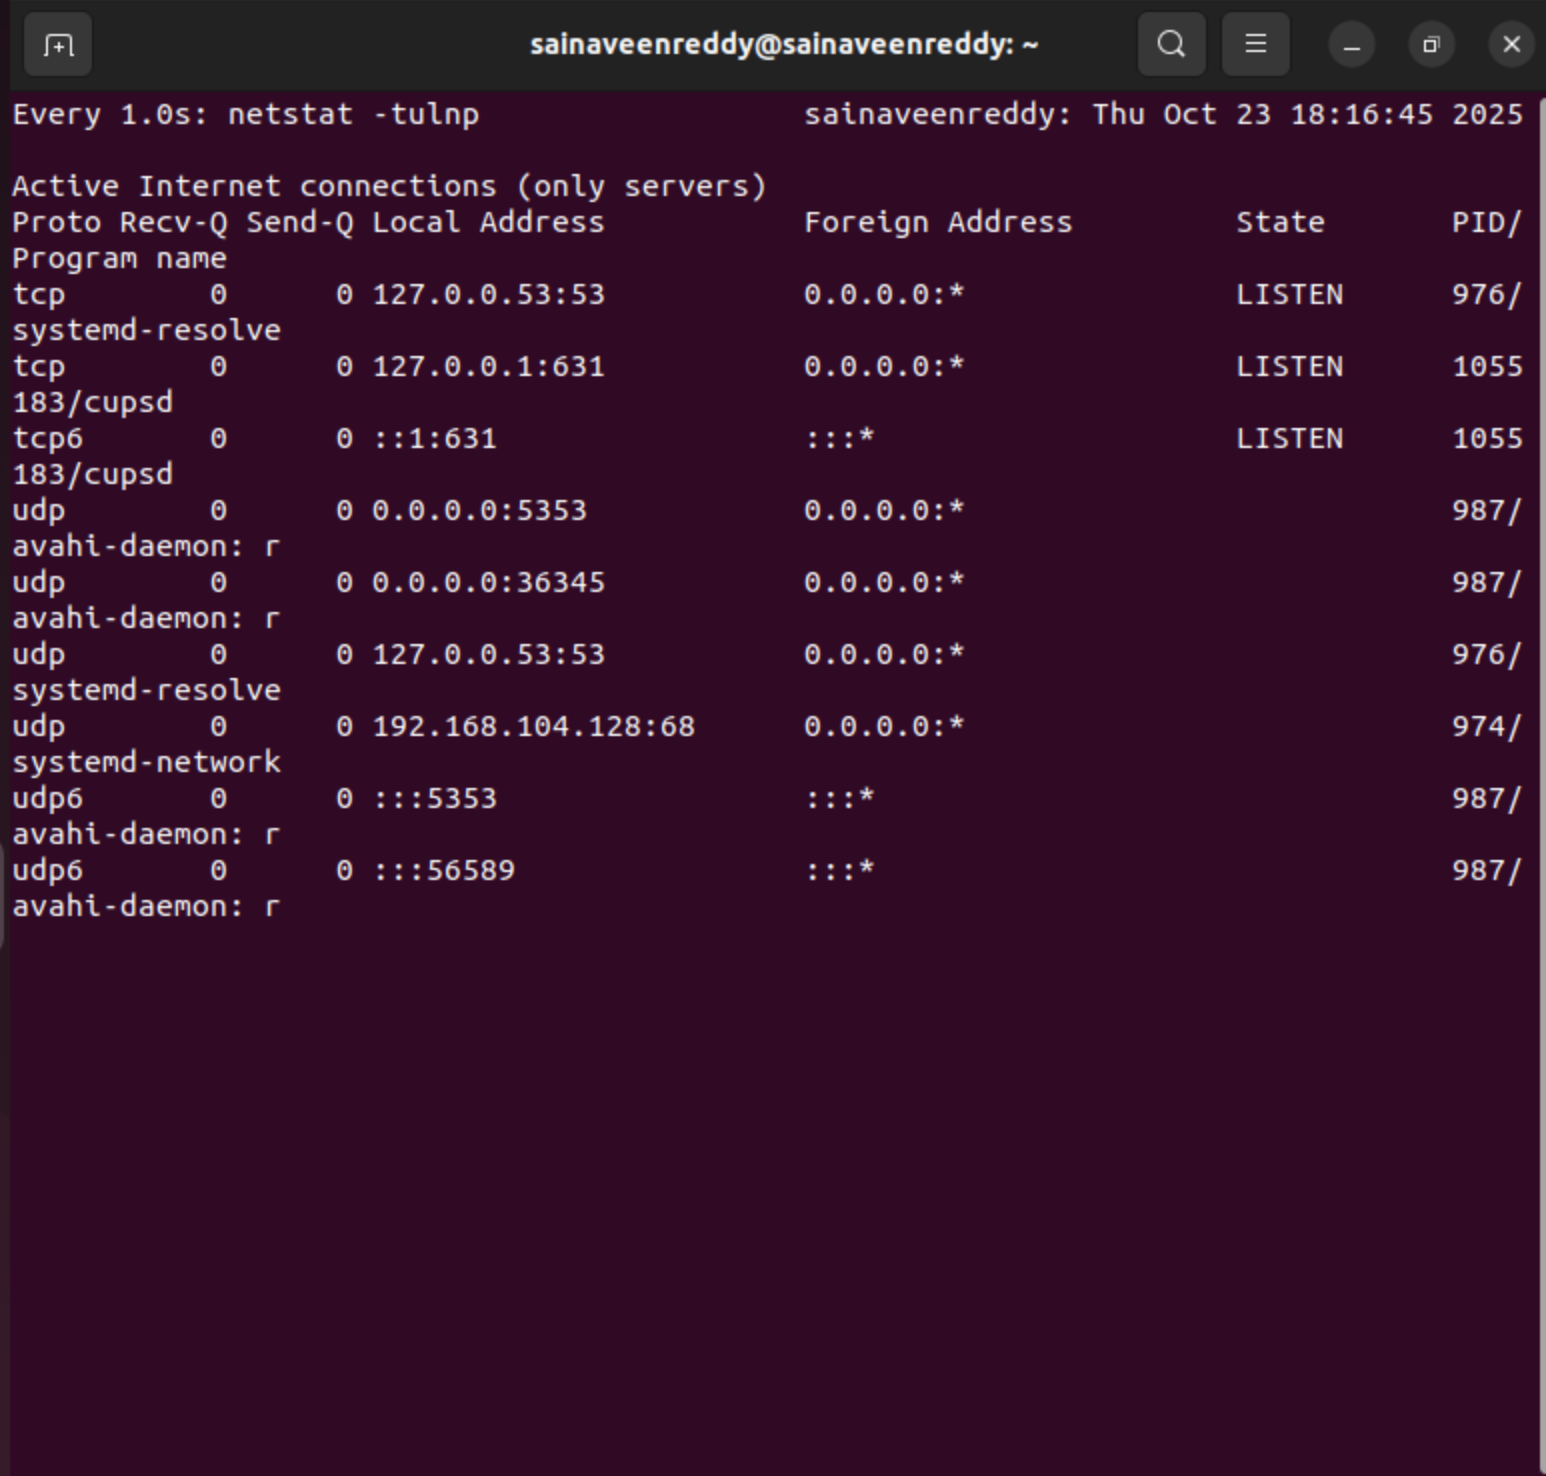 sainaveenreddy@sainaveenreddy: ~
Every 1.0s: netstat -tulnp sainaveenreddy: Thu Oct 23 18:16:45 2025
Active Internet connections (only servers)
Proto Recv-Q Send-Q Local Address Foreign Address State PID/
Program name
tcp 0 0 127.0.0.53:53 0.0.0.0:* LISTEN 976/
systemd-resolve
tcp 0 0 127.0.0.1:631 0.0.0.0:* LISTEN 1055
183/cupsd
tcp6 0 0 ::1:631 :::* LISTEN 1055
183/cupsd
udp 0 0 0.0.0.0:5353 0.0.0.0:* 987/
avahi-daemon: r
udp 0 0 0.0.0.0:36345 0.0.0.0:* 987/
avahi-daemon: r
udp 0 0 127.0.0.53:53 0.0.0.0:* 976/
systemd-resolve
udp 0 0 192.168.104.128:68 0.0.0.0:* 974/
systemd-network
udp6 0 0 :::5353 :::* 987/
avahi-daemon: r
udp6 0 0 :::56589 :::* 987/
avahi-daemon: r